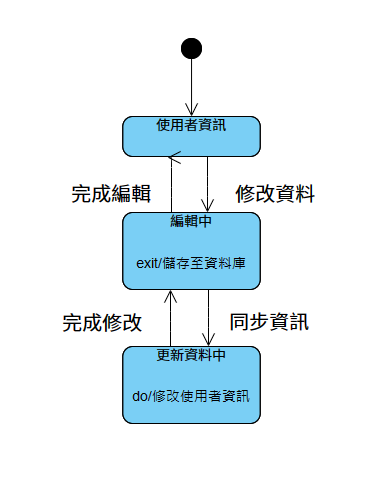 使用者資訊
完成編輯
修改資料
編輯中
exit/儲存至資料庫
完成修改
同步資訊
更新資料中
do/修改使用者資訊